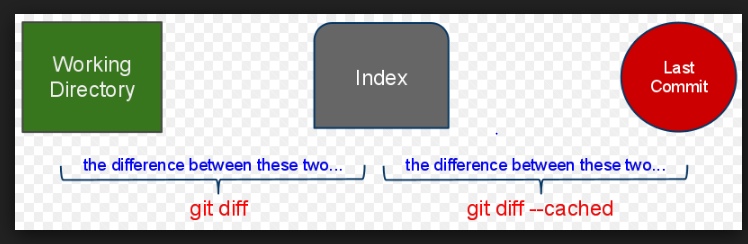 Working
Directory
Index
Last
Commit
the difference between these two...
the difference between these two...
git diff
git diff --cached